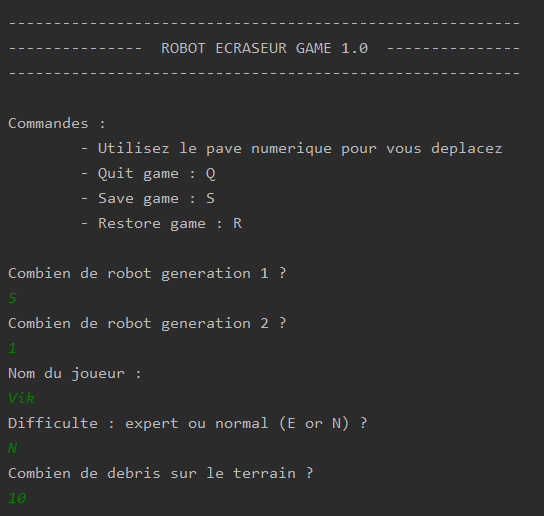 ---------------------------------------------------------
---------------  ROBOT ECRASEUR GAME 1.0  ---------------
---------------------------------------------------------
Commandes :
- Utilisez le pave numerique pour vous deplacez
- Quit game : Q
- Save game : S
- Restore game : R
Combien de robot generation 1 ?
5
Combien de robot generation 2 ?
1
Nom du joueur :
Vik
Difficulte : expert ou normal (E or N) ?
N
Combien de debris sur le terrain ?
10